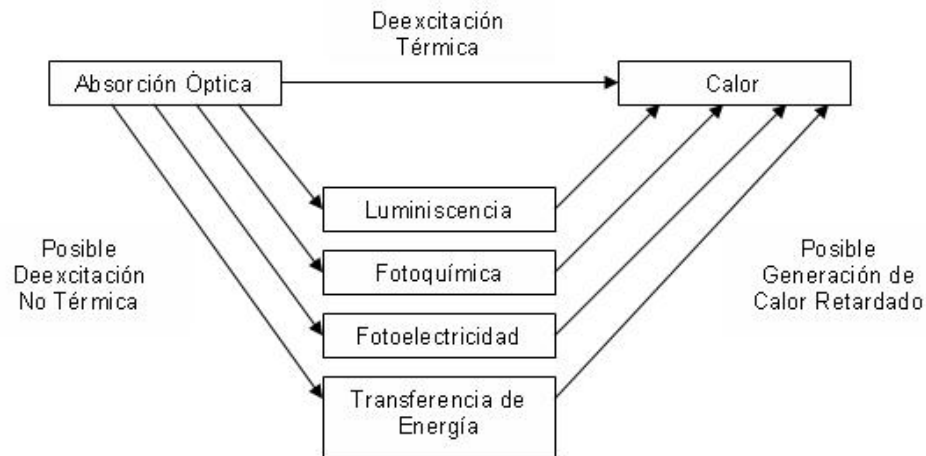 Deexcitación
Térmica
Absorción Óptica
Calor
Luminiscencia
Fotoquímica
Fotoelectricidad
Transferencia de
Energía
Posible
Deexcitación
No Térmica
Posible
Generación de
Calor Retardado